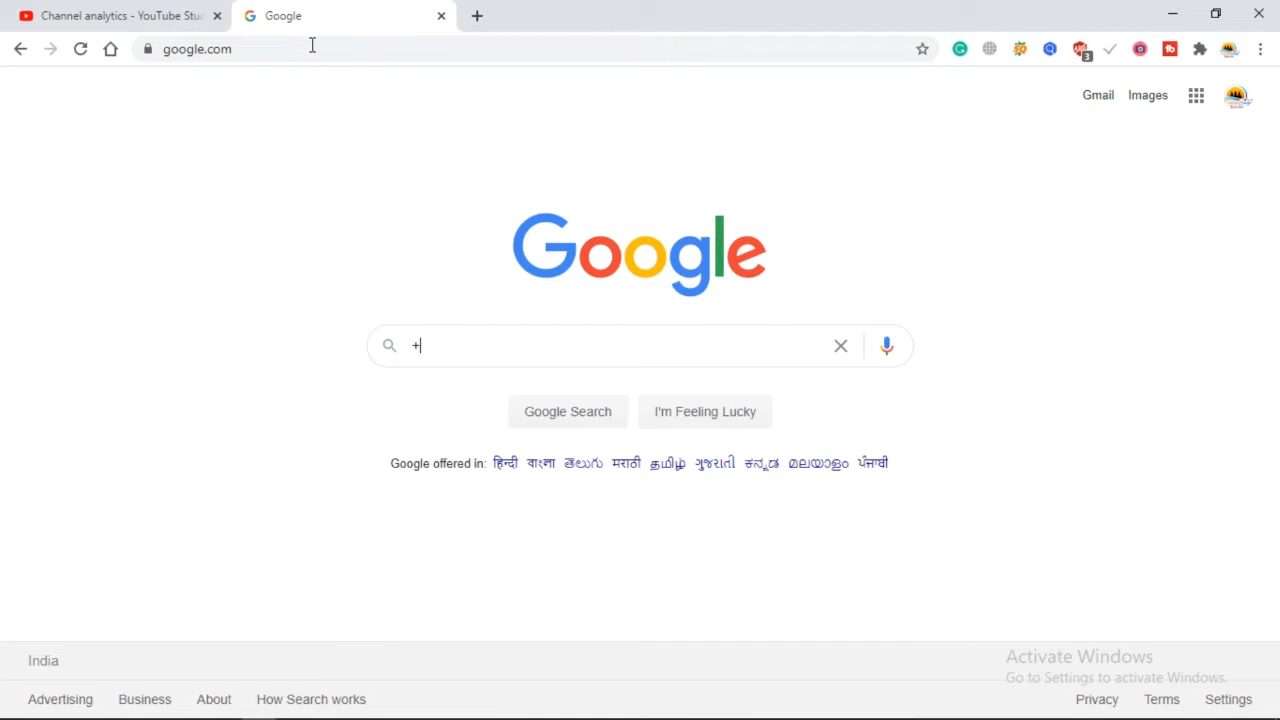 Channel analytics - YouTube Stu
Google
google.com
3
Gmail Images
Google
+
Google Search I'm Feeling Lucky
Google offered in: हिन्दी বাংলা తెలుగు मराठी தமிழ் ગુજરાતી ಕನ್ನಡ മലയാളം ਪੰਜਾਬੀ
India
Activate Windows
Go to Settings to activate Windows.
Advertising Business About How Search works Privacy Terms Settings